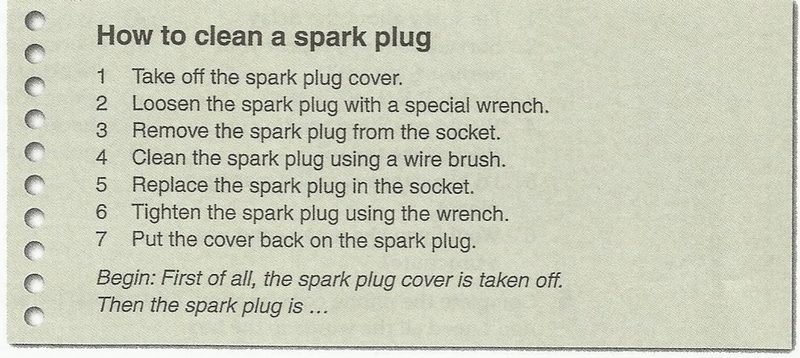 How to clean a spark plug
1 Take off the spark plug cover.
2 Loosen the spark plug with a special wrench.
3 Remove the spark plug from the socket.
4 Clean the spark plug using a wire brush.
5 Replace the spark plug in the socket.
6 Tighten the spark plug using the wrench.
7 Put the cover back on the spark plug.
Begin: First of all, the spark plug cover is taken off.
Then the spark plug is ...